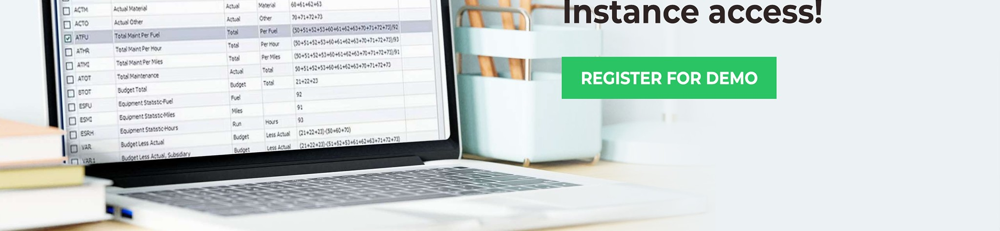 ACTM Actual Material Actual Material 60+61+62+63
ACTO Actual Other Actual Other 70+71+72+73
ATFU Total Maint Per Fuel Total Per Fuel (50+51+52+53+60+61+62+63+70+71+72+73)/92
ATHR Total Maint Per Hour Total Per Hour (50+51+52+53+60+61+62+63+70+71+72+73)/93
ATMI Total Maint Per Miles Total Per Miles (50+51+52+53+60+61+62+63+70+71+72+73)/91
ATOT Total Maintenance Actual Total 50+51+52+53+60+61+62+63+70+71+72+73
BTOT Budget Total Budget Total 21+22+23
ESFU Equipment Statistic-Fuel Fuel 92
ESMI Equipment Statistic-Miles Miles 91
ESRH Equipment Statistic-Hours Run Hours 93
VAR Budget Less Actual Budget Less Actual (21+22+23)-(50+60+70)
VAR1 Budget Less Actual, Subsidiary Budget Less Actual (21+22+23)-(51+52+53+61+62+63+71+72+73)
Instance access!
REGISTER FOR DEMO